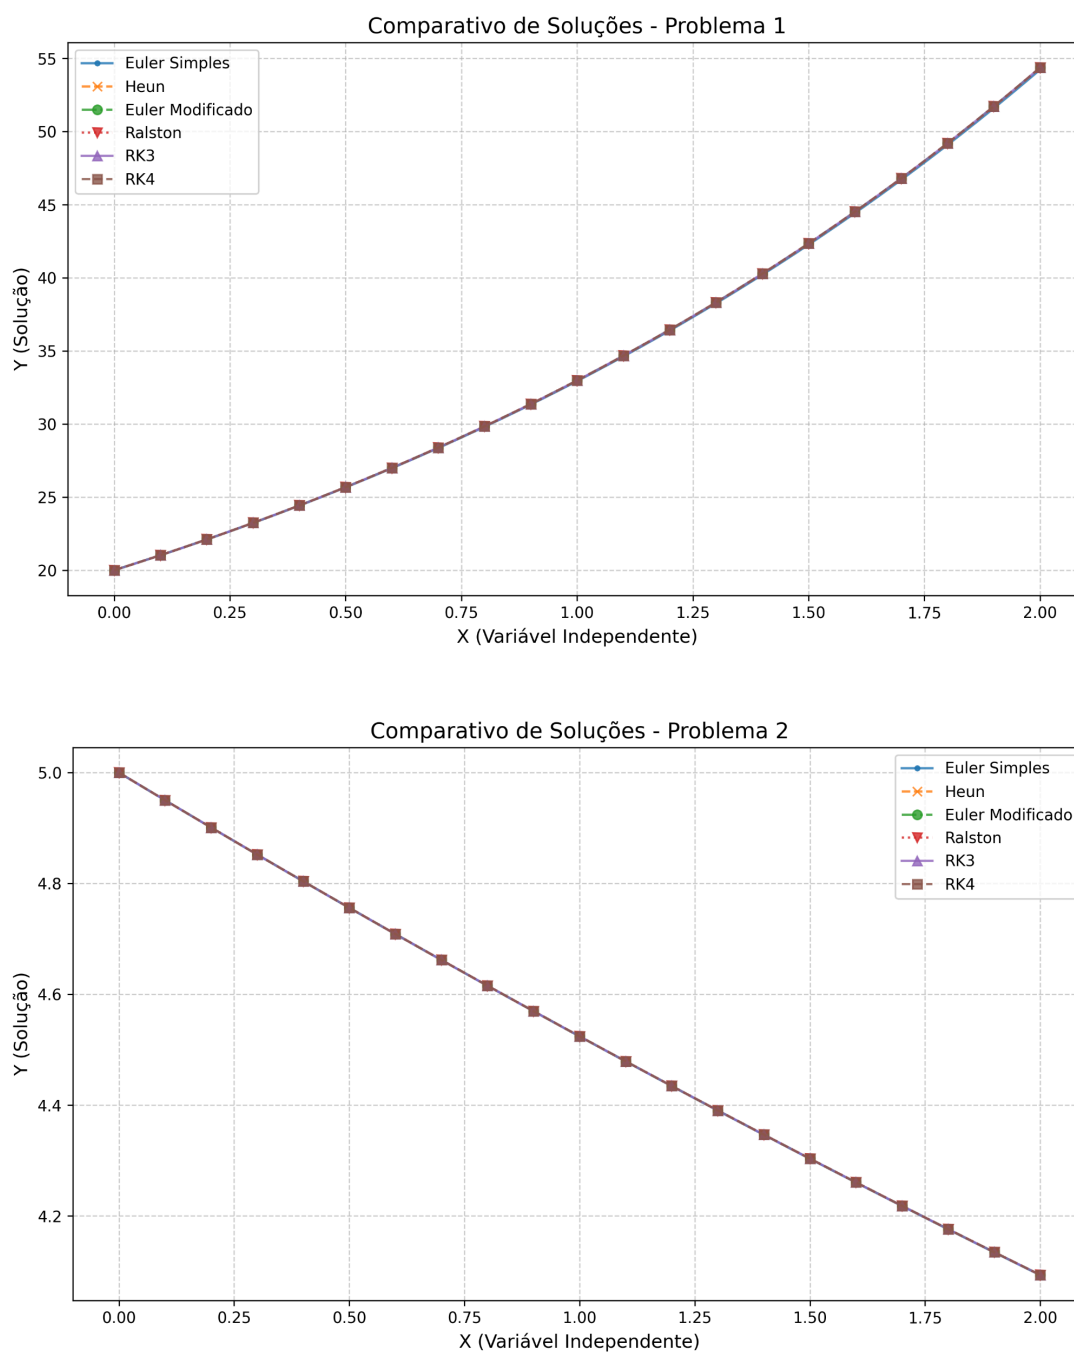 Comparativo de Soluções - Problema 1
Euler Simples
Heun
Euler Modificado
Ralston
RK3
RK4
Y (Solução)
55
50
45
40
35
30
25
20
0.00 0.25 0.50 0.75 1.00 1.25 1.50 1.75 2.00
X (Variável Independente)
Comparativo de Soluções - Problema 2
Euler Simples
Heun
Euler Modificado
Ralston
RK3
RK4
Y (Solução)
5.0
4.8
4.6
4.4
4.2
0.00 0.25 0.50 0.75 1.00 1.25 1.50 1.75 2.00
X (Variável Independente)